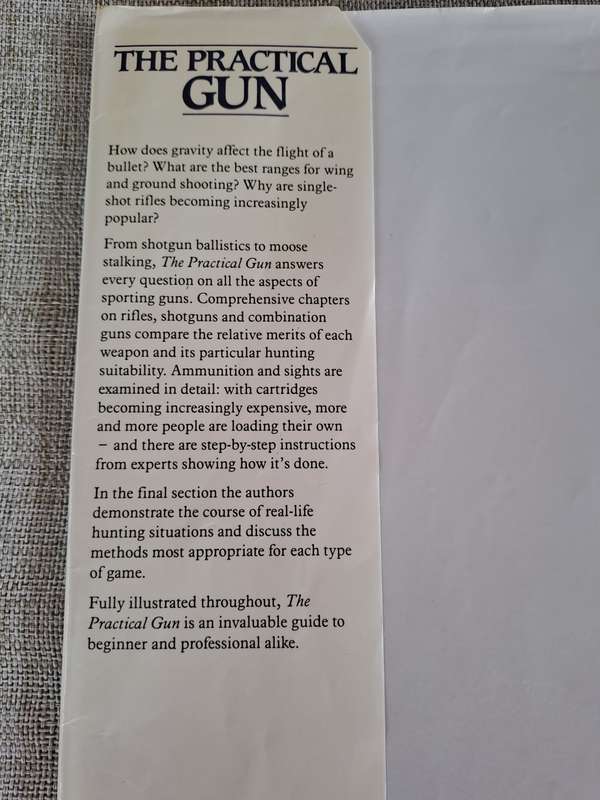 THE PRACTICAL
GUN
How does gravity affect the flight of a
bullet? What are the best ranges for wing
and ground shooting? Why are single-
shot rifles becoming increasingly
popular?
From shotgun ballistics to moose
stalking, The Practical Gun answers
every question on all the aspects of
sporting guns. Comprehensive chapters
on rifles, shotguns and combination
guns compare the relative merits of each
weapon and its particular hunting
suitability. Ammunition and sights are
examined in detail: with cartridges
becoming increasingly expensive, more
and more people are loading their own
– and there are step-by-step instructions
from experts showing how it's done.
In the final section the authors
demonstrate the course of real-life
hunting situations and discuss the
methods most appropriate for each type
of game.
Fully illustrated throughout, The
Practical Gun is an invaluable guide to
beginner and professional alike.